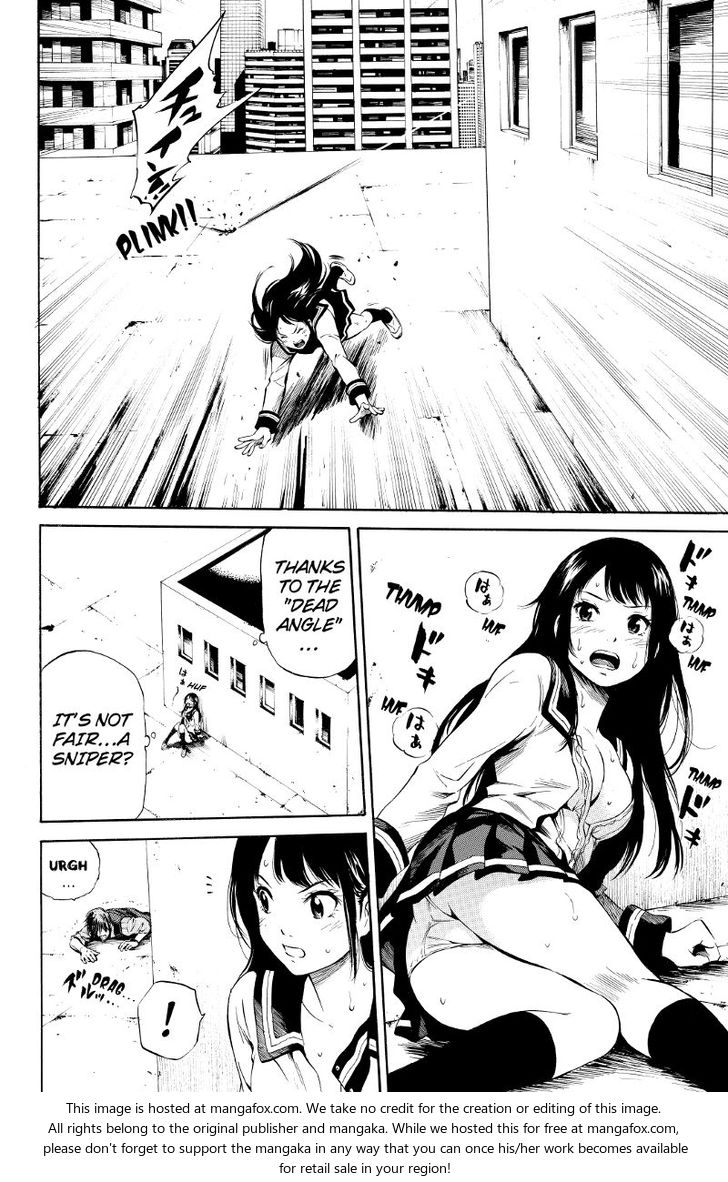 チュイン
PLINK!!
ドキ
THUMP
はぁ
HUF
はぁ
HUF
THUMP
ドキ
はぁ
HUF
THUMP
ドキ
THANKS
TO THE
"DEAD
ANGLE"
...
はぁ
HUF
IT'S NOT
FAIR...A
SNIPER?
!
URGH
...
DRAG...
ズルッ...
This image is hosted at mangafox.com. We take no credit for the creation or editing of this image.
All rights belong to the original publisher and mangaka. While we hosted this for free at mangafox.com,
please don't forget to support the mangaka in any way that you can once his/her work becomes available
for retail sale in your region!